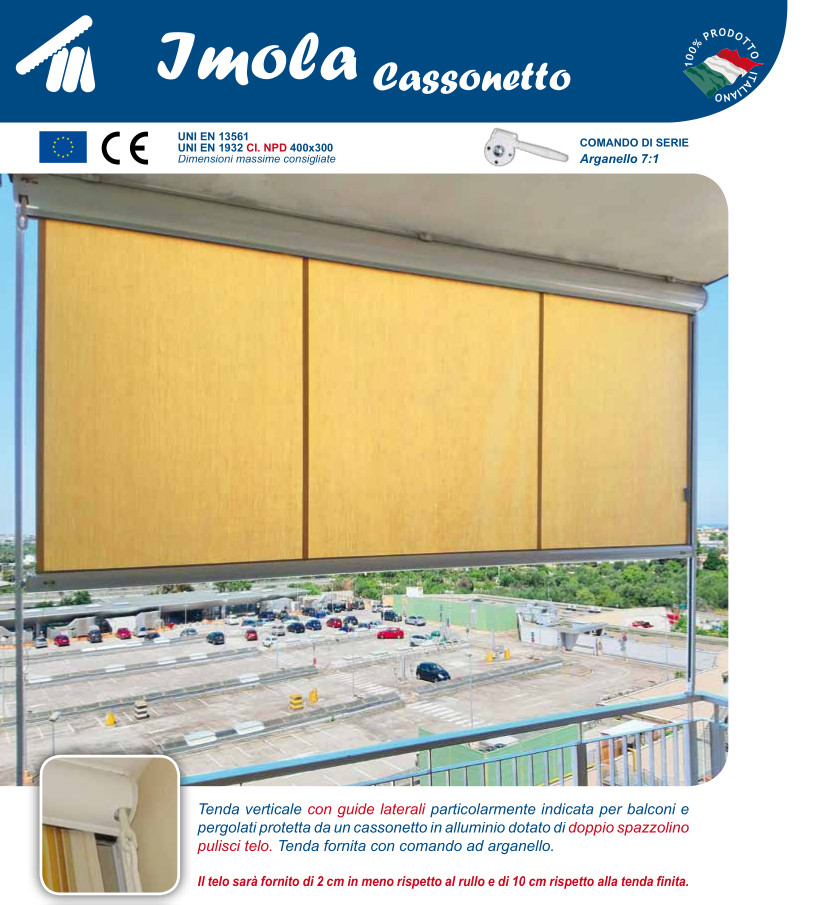 Imola Cassonetto
100% PRODOTTO ITALIANO
CE
UNI EN 13561
UNI EN 1932 Cl. NPD 400x300
Dimensioni massime consigliate
COMANDO DI SERIE
Arganello 7:1
Tenda verticale con guide laterali particolarmente indicata per balconi e
pergolati protetta da un cassonetto in alluminio dotato di doppio spazzolino
pulisci telo. Tenda fornita con comando ad arganello.
Il telo sarà fornito di 2 cm in meno rispetto al rullo e di 10 cm rispetto alla tenda finita.